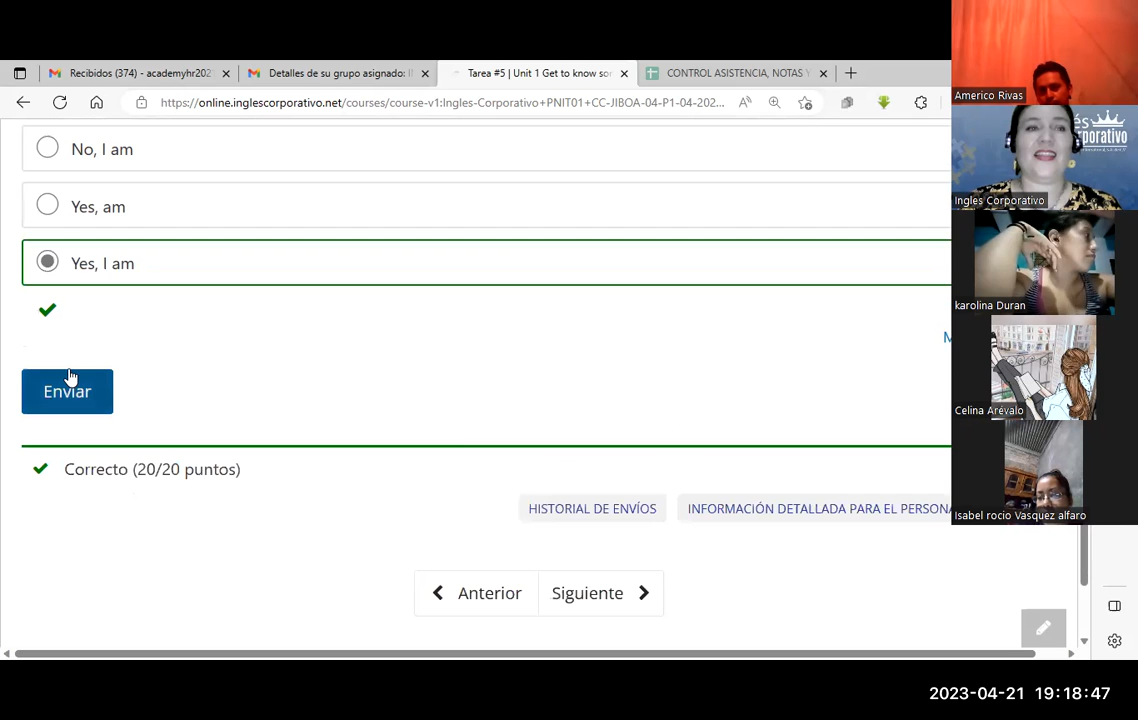 Recibidos (374) - academyhr202
Detalles de su grupo asignado: I
Tarea #5 | Unit 1 Get to know so
CONTROL ASISTENCIA, NOTAS Y
https://online.inglescorporativo.net/courses/course-v1:Ingles-Corporativo+PNIT01+CC-JIBOA-04-P1-04-202...
No, I am
Yes, am
Yes, I am
M
Enviar
Correcto (20/20 puntos)
HISTORIAL DE ENVÍOS
INFORMACIÓN DETALLADA PARA EL PERSONA
Anterior
Siguiente
Americo Rivas
Ingles Corporativo
karolina Duran
Celina Arévalo
Isabel rocio Vasquez alfaro
2023-04-21 19:18:47